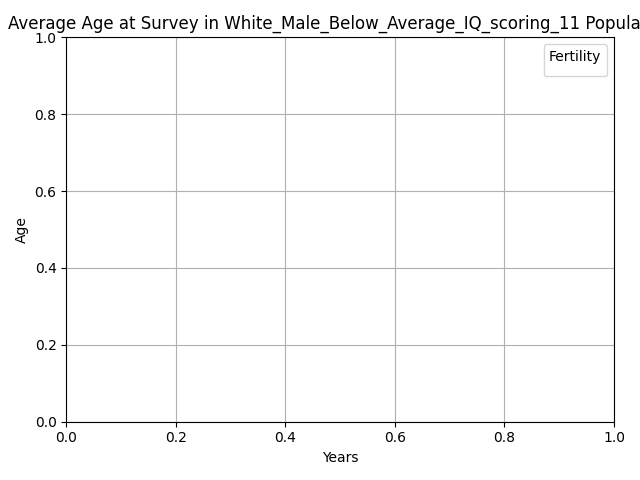 Average Age at Survey in White_Male_Below_Average_IQ_scoring_11 Popula
Fertility
1.0
0.8
0.6
0.4
0.2
0.0
Age
0.0 0.2 0.4 0.6 0.8 1.0
Years